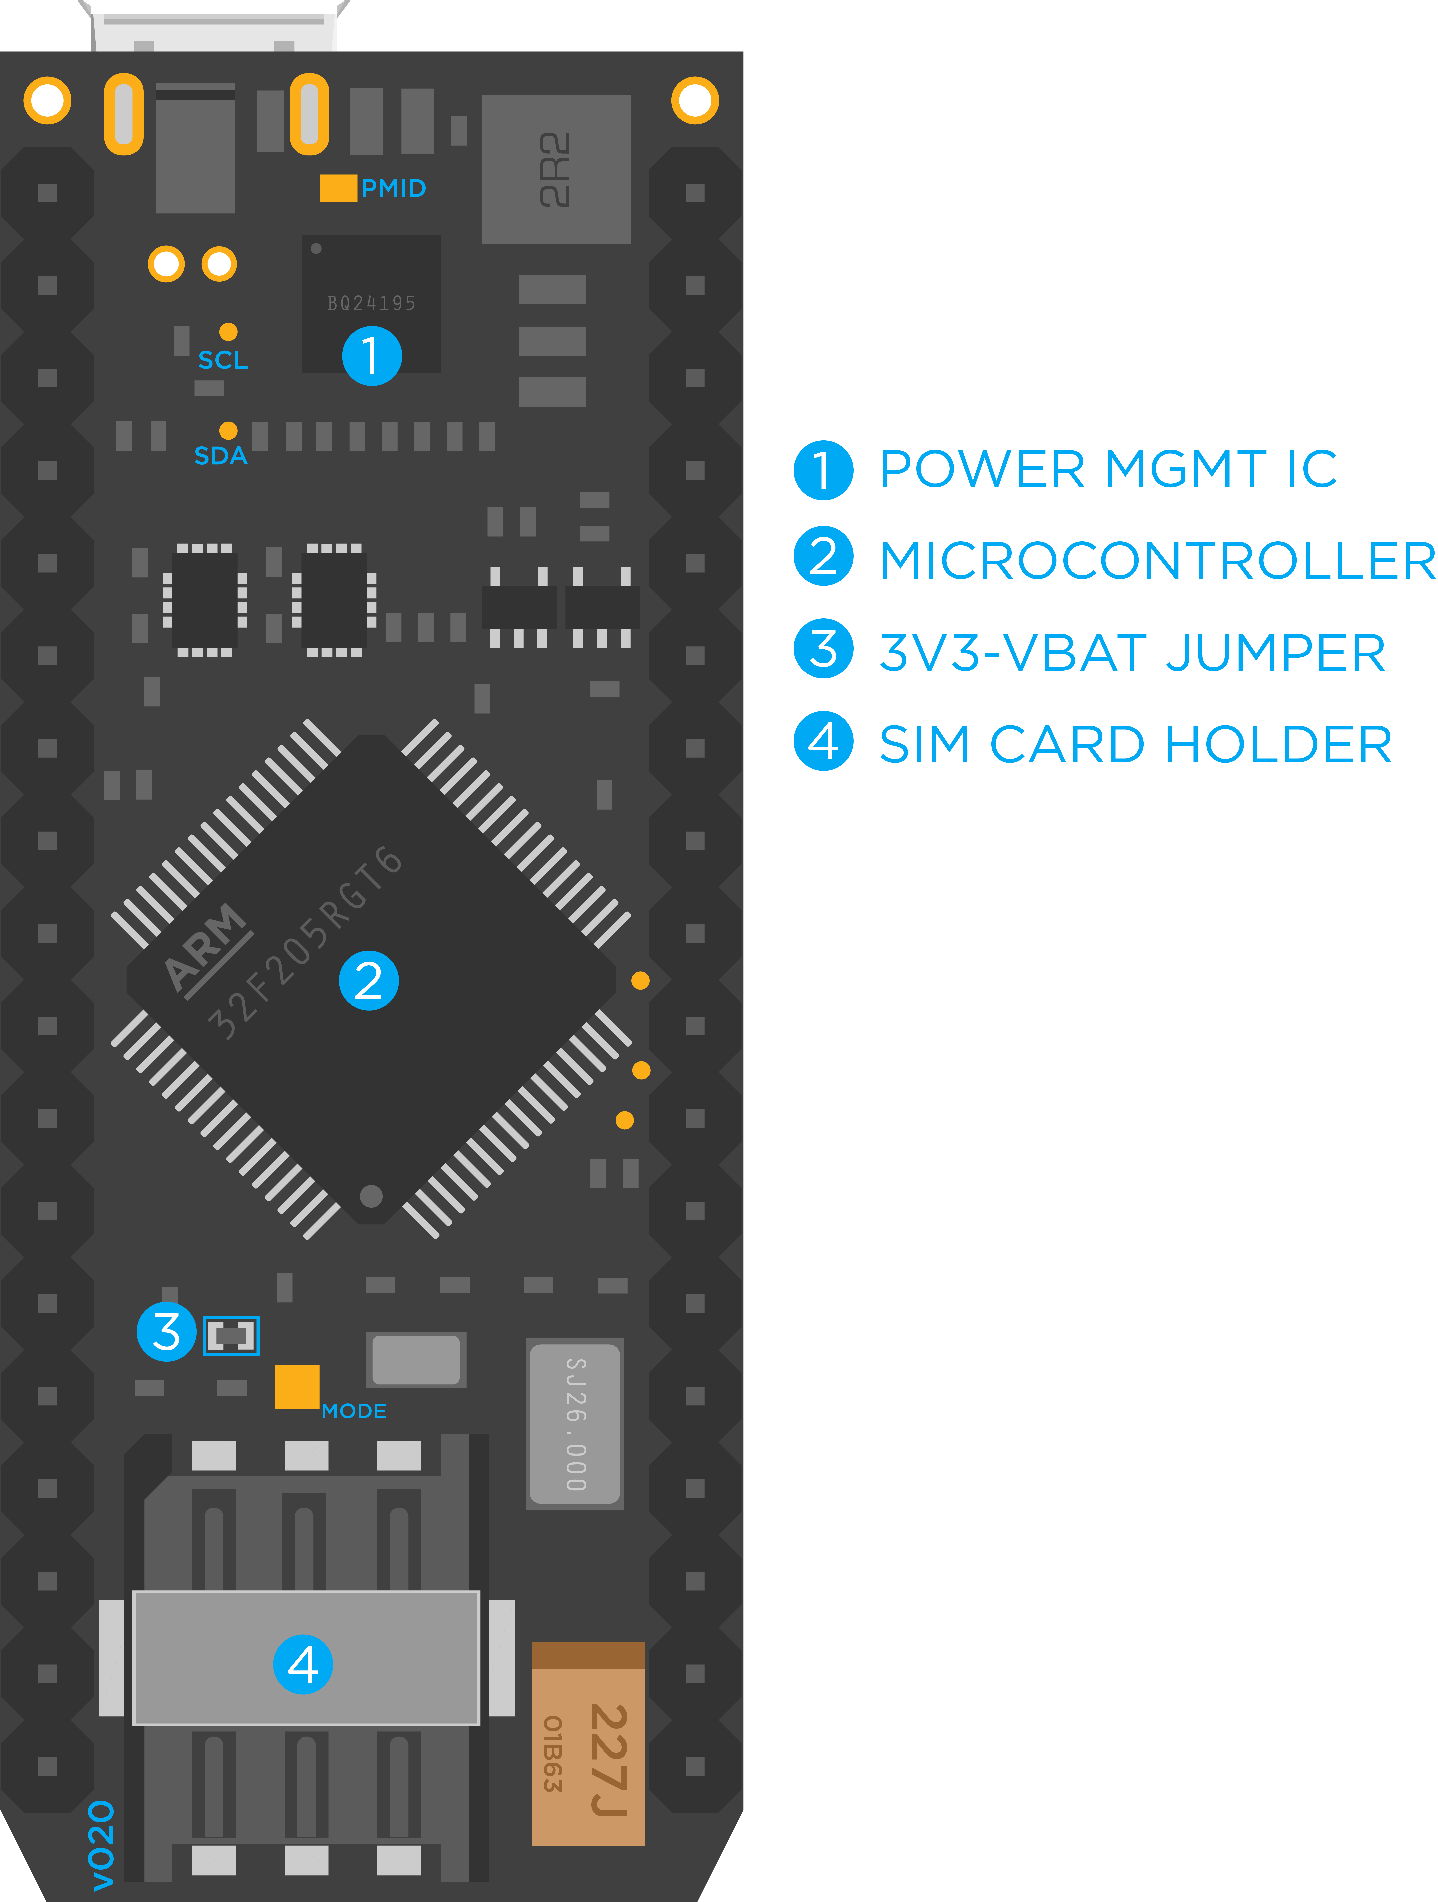 2R2
PMID
BQ24195
1
SCL
SDA
1 POWER MGMT IC
2 MICROCONTROLLER
3 3V3-VBAT JUMPER
4 SIM CARD HOLDER
ARM
32F205RGT6
2
3
MODE
SJ26.000
4
227J
01B63
v020